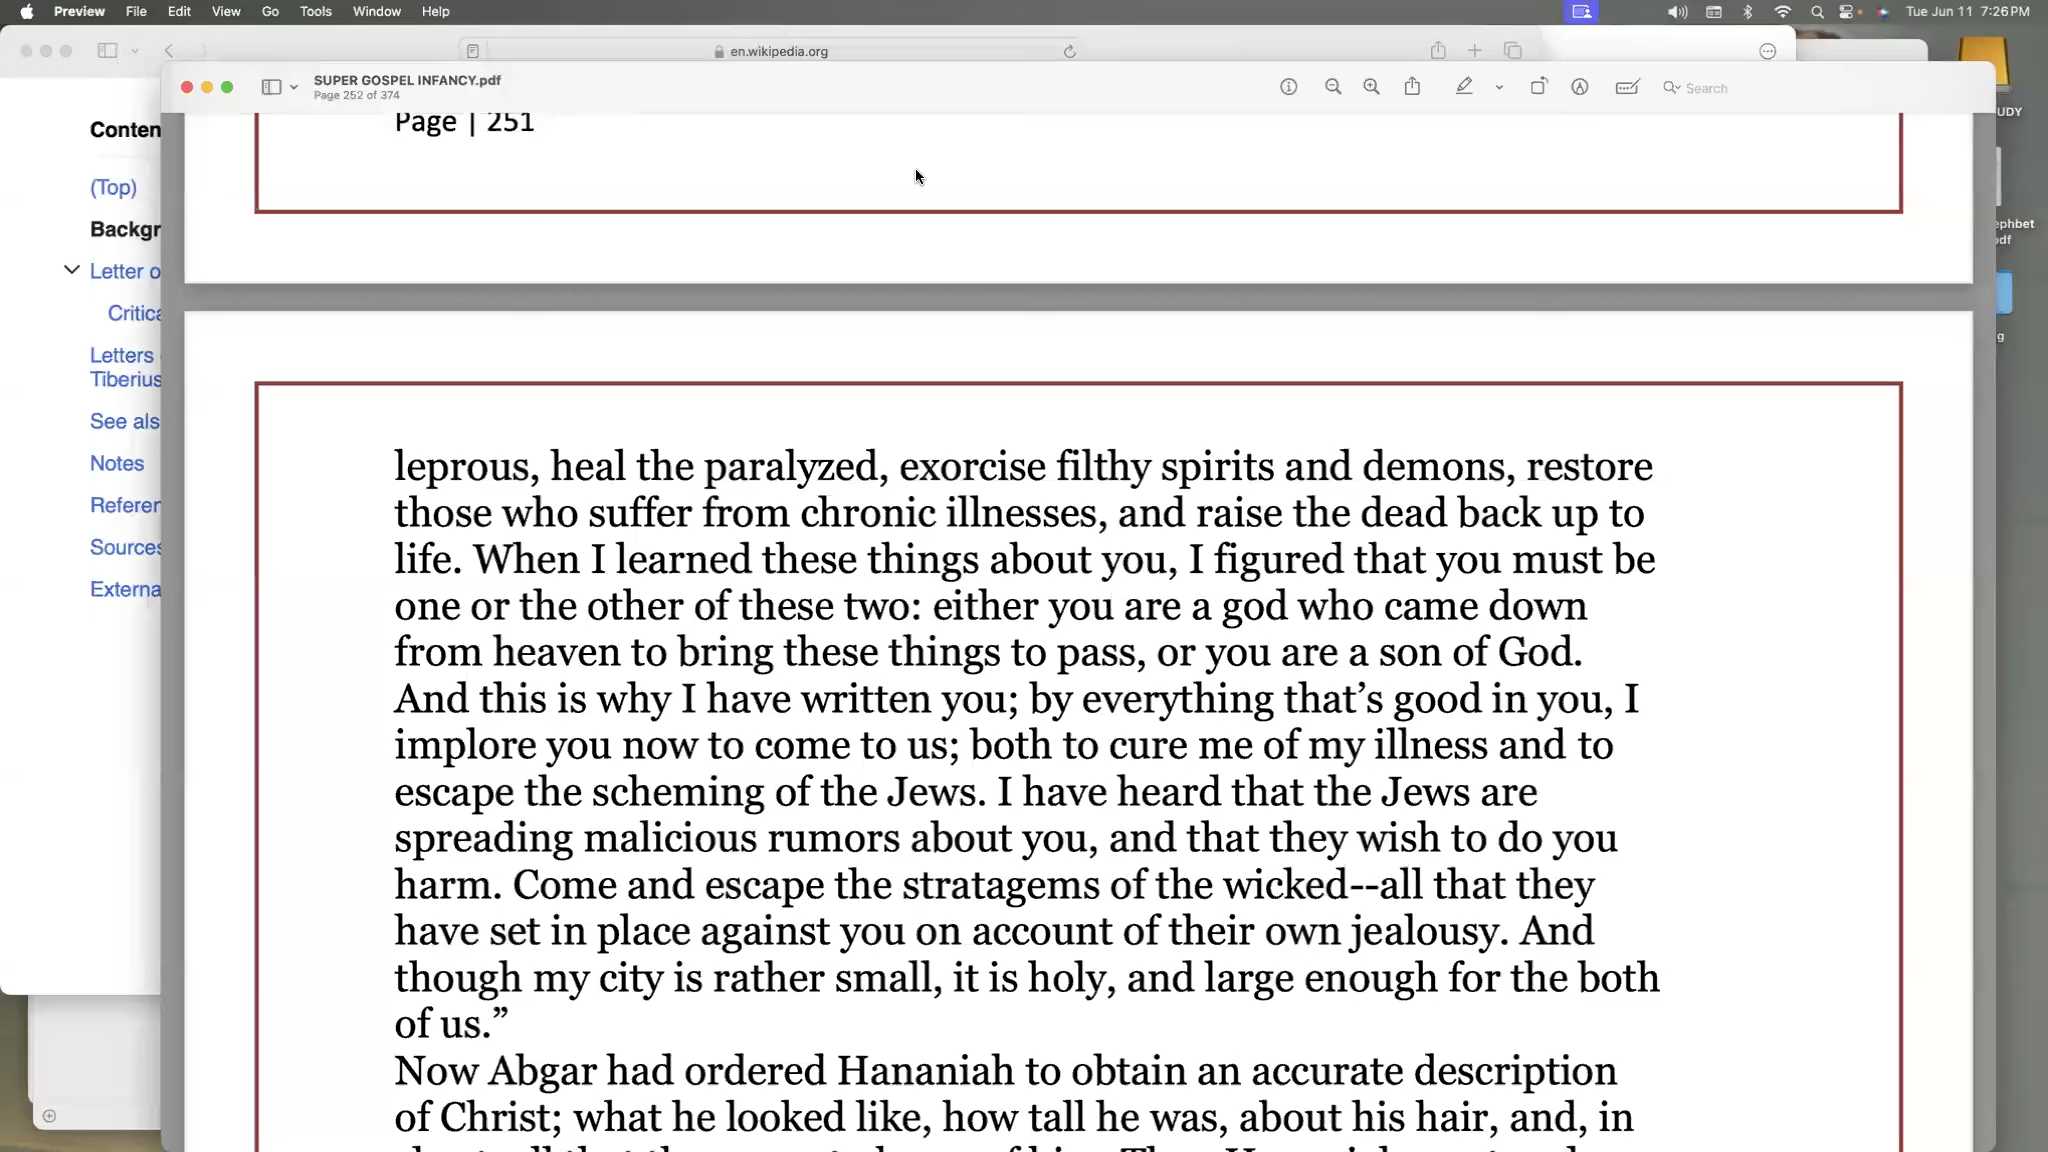 Preview File Edit View Go Tools Window Help
Tue Jun 11 7:26 PM
en.wikipedia.org
SUPER GOSPEL INFANCY.pdf
Page 252 of 374
Search
UDY
ephbet
pdf
g
Conten
(Top)
Backgr
Letter o
Critica
Letters
Tiberius
See als
Notes
Referen
Sources
Externa
Page | 251
leprous, heal the paralyzed, exorcise filthy spirits and demons, restore
those who suffer from chronic illnesses, and raise the dead back up to
life. When I learned these things about you, I figured that you must be
one or the other of these two: either you are a god who came down
from heaven to bring these things to pass, or you are a son of God.
And this is why I have written you; by everything that’s good in you, I
implore you now to come to us; both to cure me of my illness and to
escape the scheming of the Jews. I have heard that the Jews are
spreading malicious rumors about you, and that they wish to do you
harm. Come and escape the stratagems of the wicked--all that they
have set in place against you on account of their own jealousy. And
though my city is rather small, it is holy, and large enough for the both
of us.”
Now Abgar had ordered Hananiah to obtain an accurate description
of Christ; what he looked like, how tall he was, about his hair, and, in